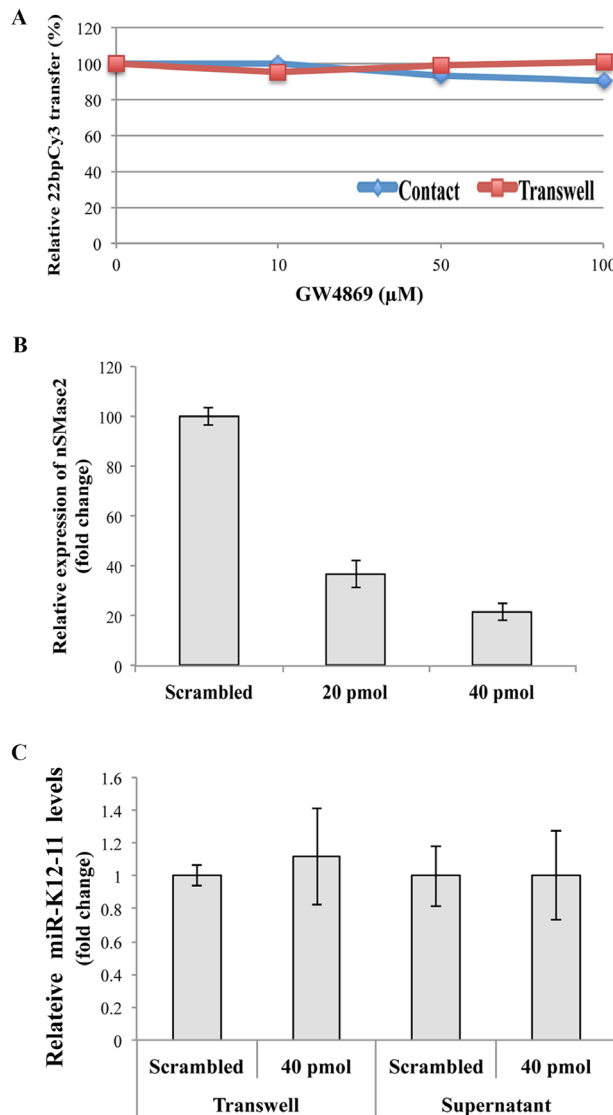 A
Relative 22bpCy3 transfer (%)
120
100
80
60
40
20
0
Contact
Transwell
0
10
50
100
GW4869 (µM)
B
Relative expression of nSMase2
(fold change)
120
100
80
60
40
20
0
Scrambled
20 pmol
40 pmol
C
Relateive miR-K12-11 levels
(fold change)
1.6
1.4
1.2
1
0.8
0.6
0.4
0.2
0
Scrambled
40 pmol
Scrambled
40 pmol
Transwell
Supernatant